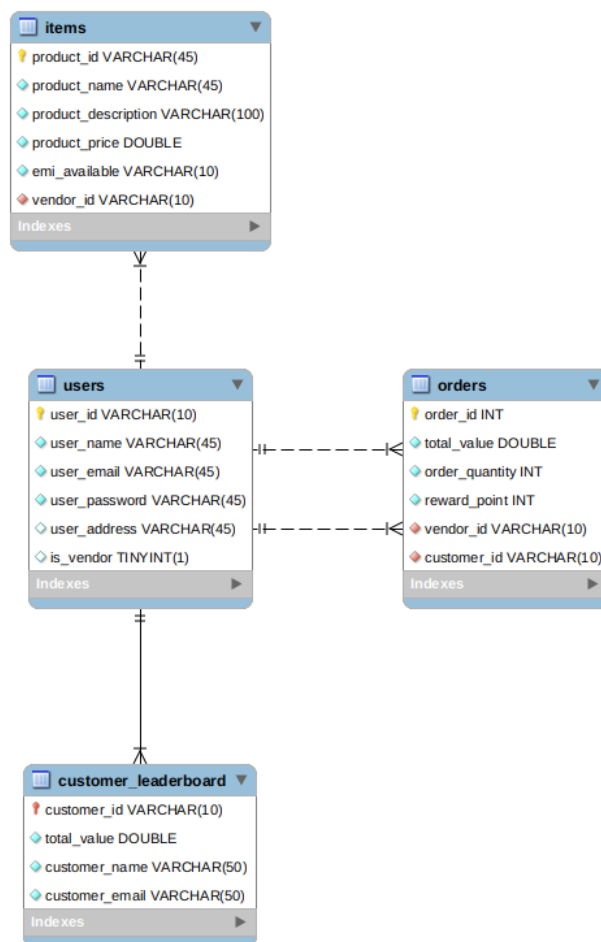 items
product_id VARCHAR(45)
product_name VARCHAR(45)
product_description VARCHAR(100)
product_price DOUBLE
emi_available VARCHAR(10)
vendor_id VARCHAR(10)
Indexes
users
user_id VARCHAR(10)
user_name VARCHAR(45)
user_email VARCHAR(45)
user_password VARCHAR(45)
user_address VARCHAR(45)
is_vendor TINYINT(1)
Indexes
orders
order_id INT
total_value DOUBLE
order_quantity INT
reward_point INT
vendor_id VARCHAR(10)
customer_id VARCHAR(10)
Indexes
customer_leaderboard
customer_id VARCHAR(10)
total_value DOUBLE
customer_name VARCHAR(50)
customer_email VARCHAR(50)
Indexes